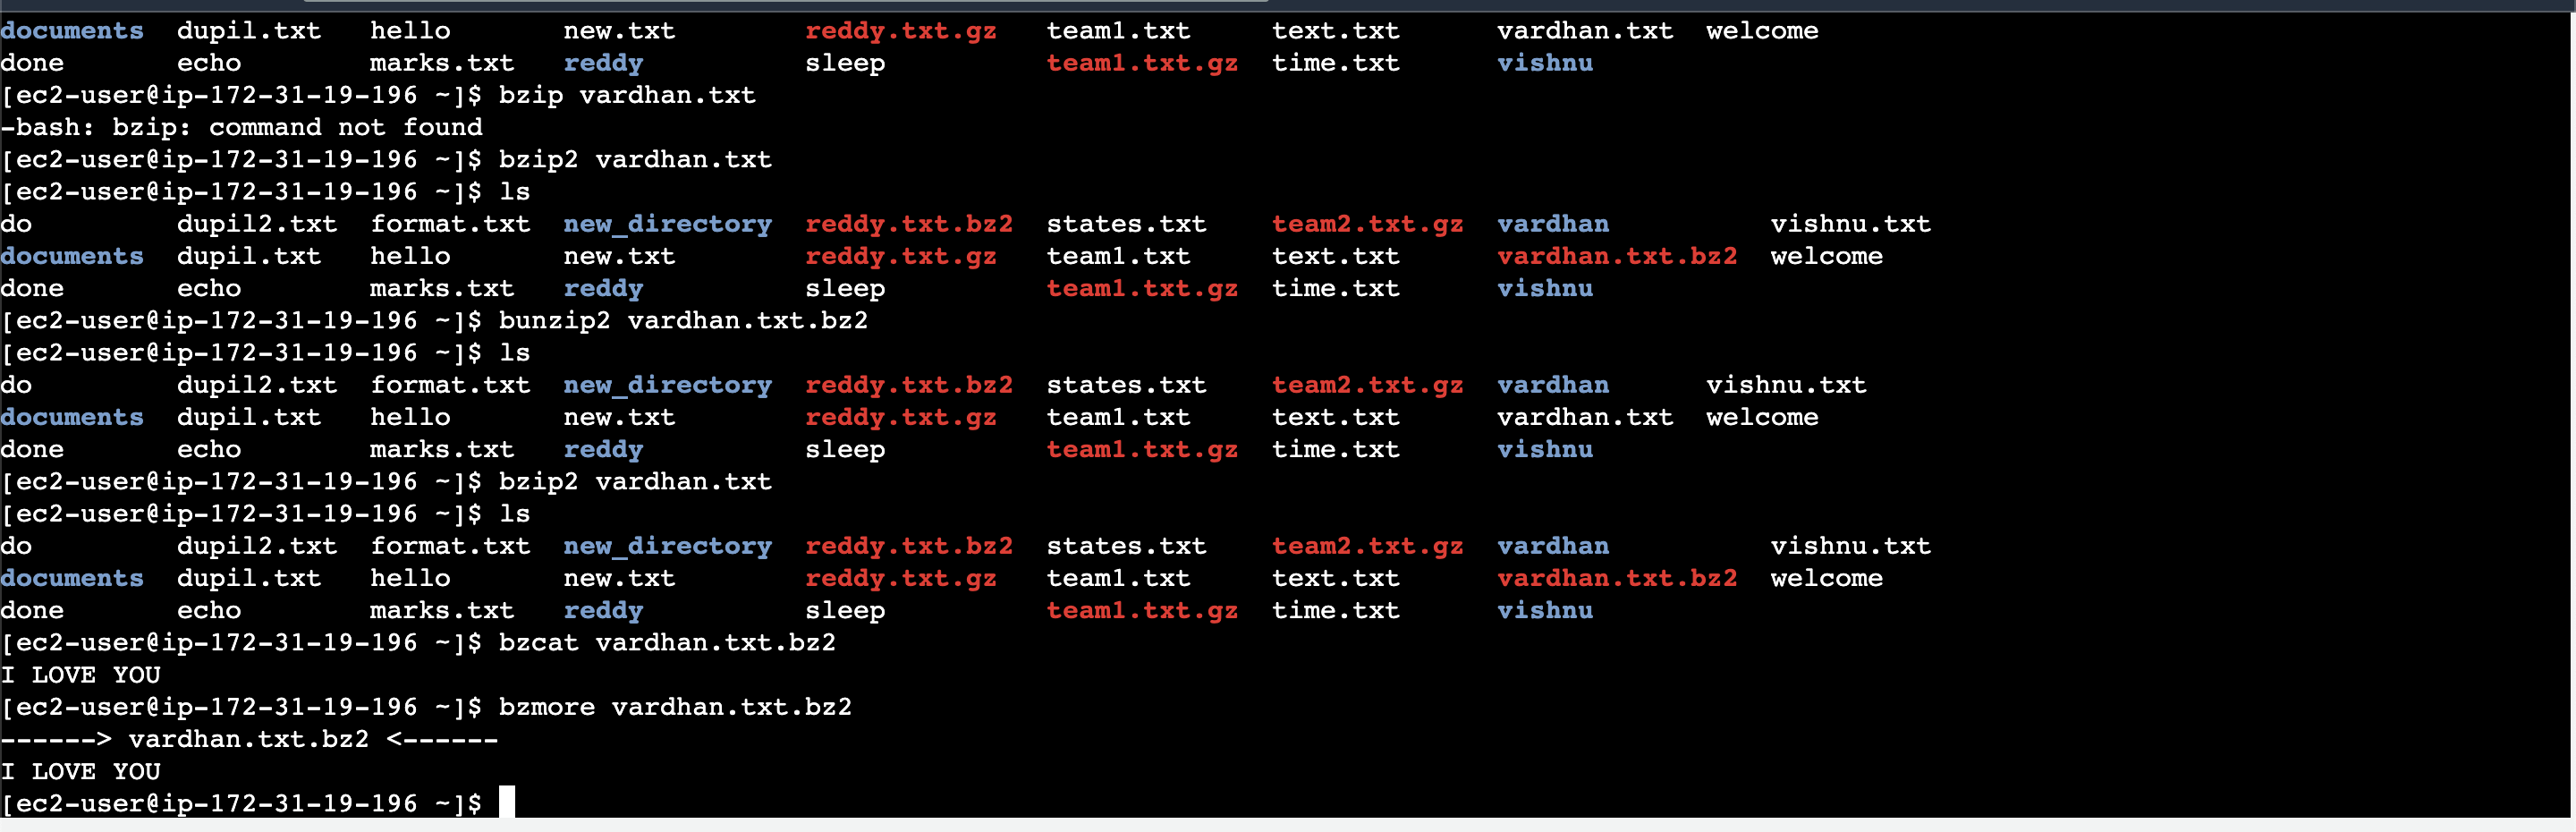 documents  dupil.txt   hello       new.txt        reddy.txt.gz   team1.txt     text.txt      vardhan.txt  welcome
done       echo        marks.txt   reddy          sleep          team1.txt.gz  time.txt      vishnu
[ec2-user@ip-172-31-19-196 ~]$ bzip vardhan.txt
-bash: bzip: command not found
[ec2-user@ip-172-31-19-196 ~]$ bzip2 vardhan.txt
[ec2-user@ip-172-31-19-196 ~]$ ls
do         dupil2.txt  format.txt  new_directory  reddy.txt.bz2  states.txt    team2.txt.gz  vardhan          vishnu.txt
documents  dupil.txt   hello       new.txt        reddy.txt.gz   team1.txt     text.txt      vardhan.txt.bz2  welcome
done       echo        marks.txt   reddy          sleep          team1.txt.gz  time.txt      vishnu
[ec2-user@ip-172-31-19-196 ~]$ bunzip2 vardhan.txt.bz2
[ec2-user@ip-172-31-19-196 ~]$ ls
do         dupil2.txt  format.txt  new_directory  reddy.txt.bz2  states.txt    team2.txt.gz  vardhan      vishnu.txt
documents  dupil.txt   hello       new.txt        reddy.txt.gz   team1.txt     text.txt      vardhan.txt  welcome
done       echo        marks.txt   reddy          sleep          team1.txt.gz  time.txt      vishnu
[ec2-user@ip-172-31-19-196 ~]$ bzip2 vardhan.txt
[ec2-user@ip-172-31-19-196 ~]$ ls
do         dupil2.txt  format.txt  new_directory  reddy.txt.bz2  states.txt    team2.txt.gz  vardhan          vishnu.txt
documents  dupil.txt   hello       new.txt        reddy.txt.gz   team1.txt     text.txt      vardhan.txt.bz2  welcome
done       echo        marks.txt   reddy          sleep          team1.txt.gz  time.txt      vishnu
[ec2-user@ip-172-31-19-196 ~]$ bzcat vardhan.txt.bz2
I LOVE YOU
[ec2-user@ip-172-31-19-196 ~]$ bzmore vardhan.txt.bz2
------> vardhan.txt.bz2 <------
I LOVE YOU
[ec2-user@ip-172-31-19-196 ~]$